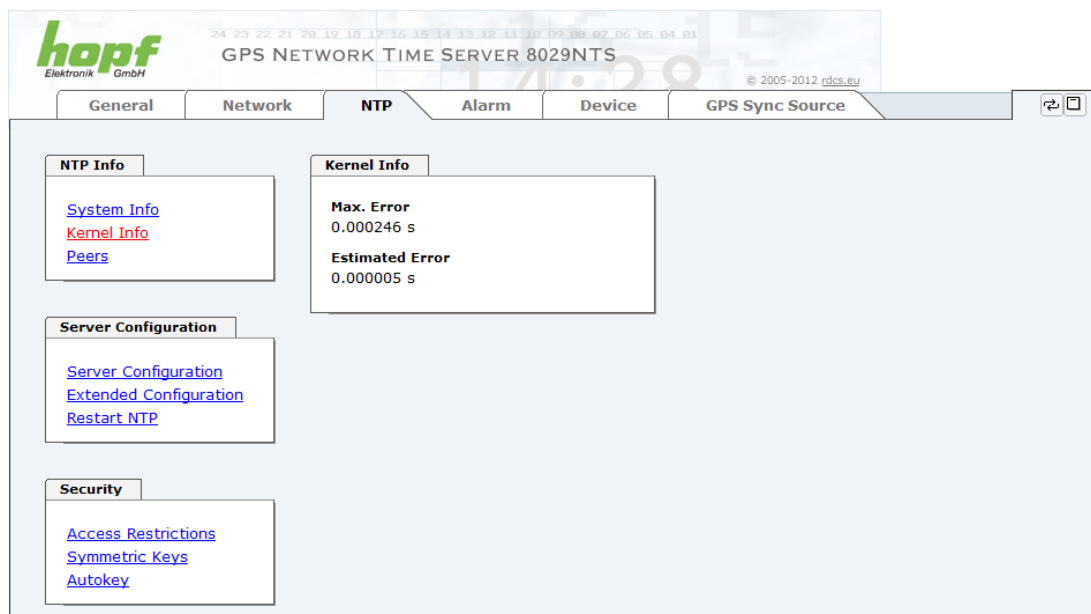 hopf
Elektronik GmbH
24 23 22 21 20 19 18 17 16 15 14 13 12 11 10 09 08 07 06 05 04 01
GPS NETWORK TIME SERVER 8029NTS
14:28
© 2005-2012 rdcs.eu
General Network NTP Alarm Device GPS Sync Source
NTP Info
System Info
Kernel Info
Peers
Kernel Info
Max. Error
0.000246 s
Estimated Error
0.000005 s
Server Configuration
Server Configuration
Extended Configuration
Restart NTP
Security
Access Restrictions
Symmetric Keys
Autokey